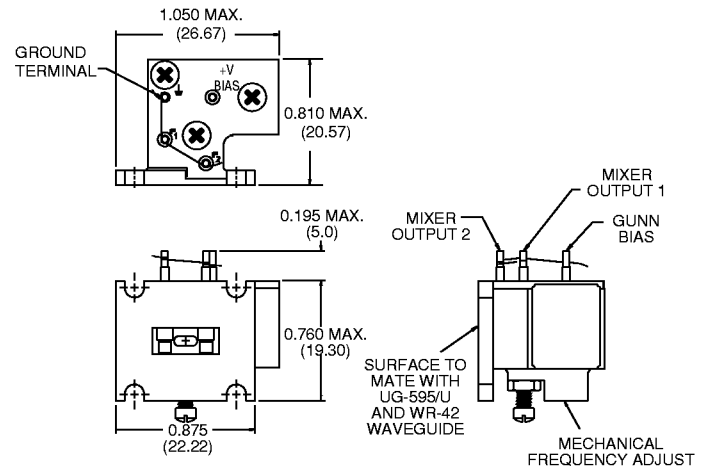 1.050 MAX.
(26.67)
GROUND
TERMINAL
+V
BIAS
0.810 MAX.
(20.57)
F1
F2
0.195 MAX.
(5.0)
0.760 MAX.
(19.30)
0.875
(22.22)
MIXER
OUTPUT 1
MIXER
OUTPUT 2
GUNN
BIAS
SURFACE TO
MATE WITH
UG-595/U
AND WR-42
WAVEGUIDE
MECHANICAL
FREQUENCY ADJUST